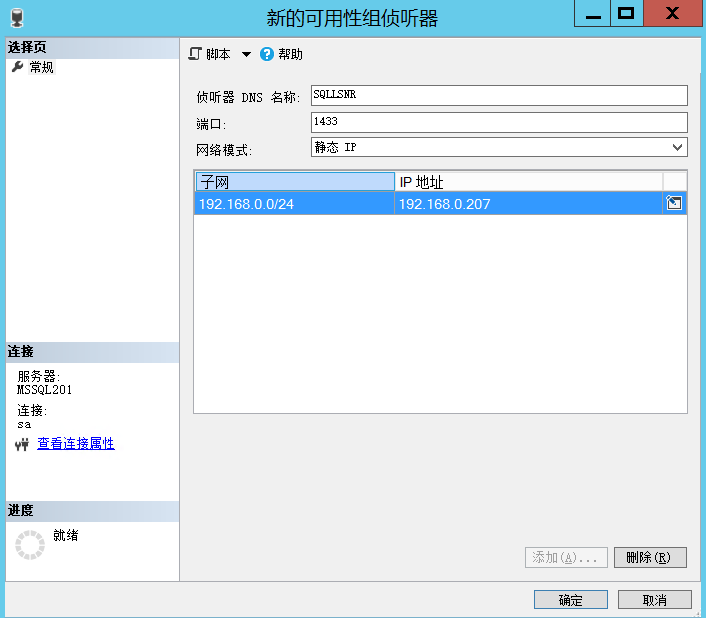 新的可用性组侦听器
选择页
常规
脚本 帮助
侦听器 DNS 名称: SQLLSNR
端口: 1433
网络模式: 静态 IP
子网 IP 地址
192.168.0.0/24 192.168.0.207
连接
服务器:
MSSQL201
连接:
sa
查看连接属性
进度
就绪
添加(A)... 删除(R)
确定 取消